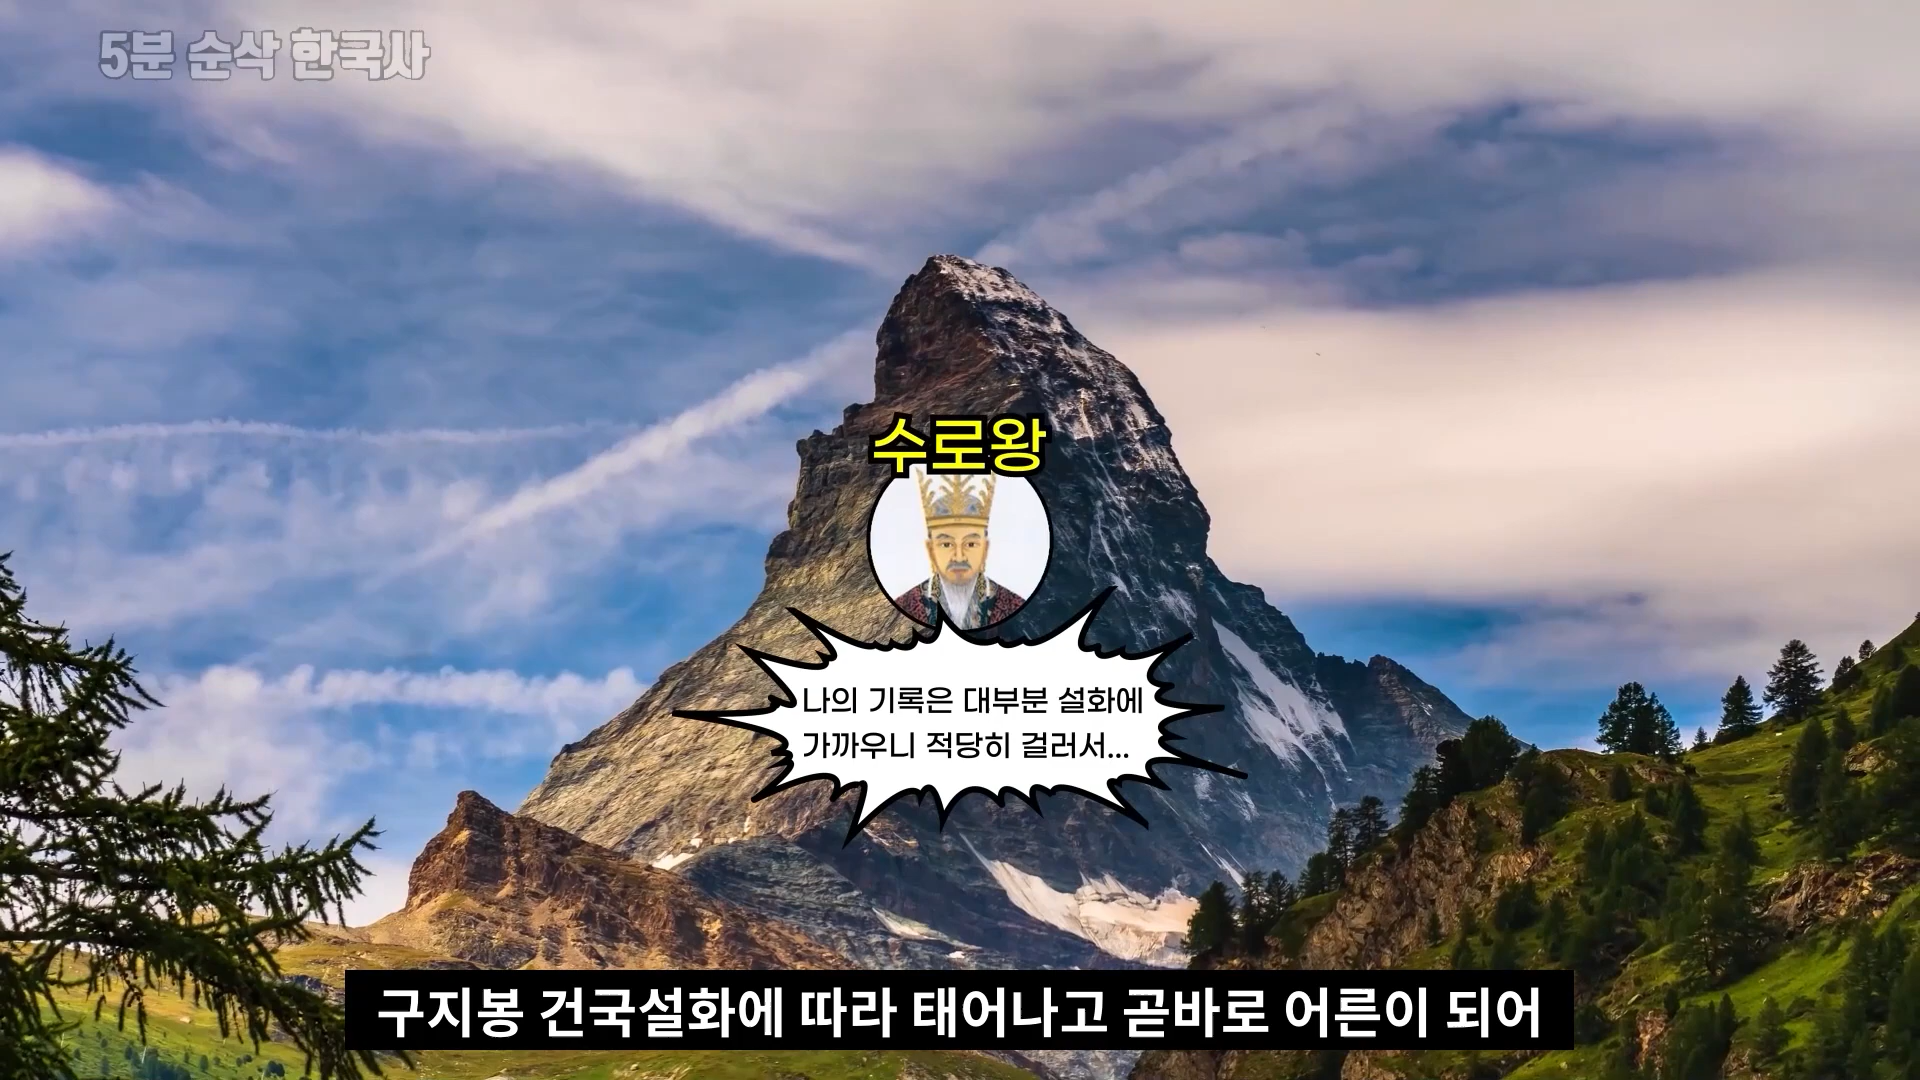 5분 순삭 한국사
수로왕
나의 기록은 대부분 설화에
가까우니 적당히 걸러서...
구지봉 건국설화에 따라 태어나고 곧바로 어른이 되어